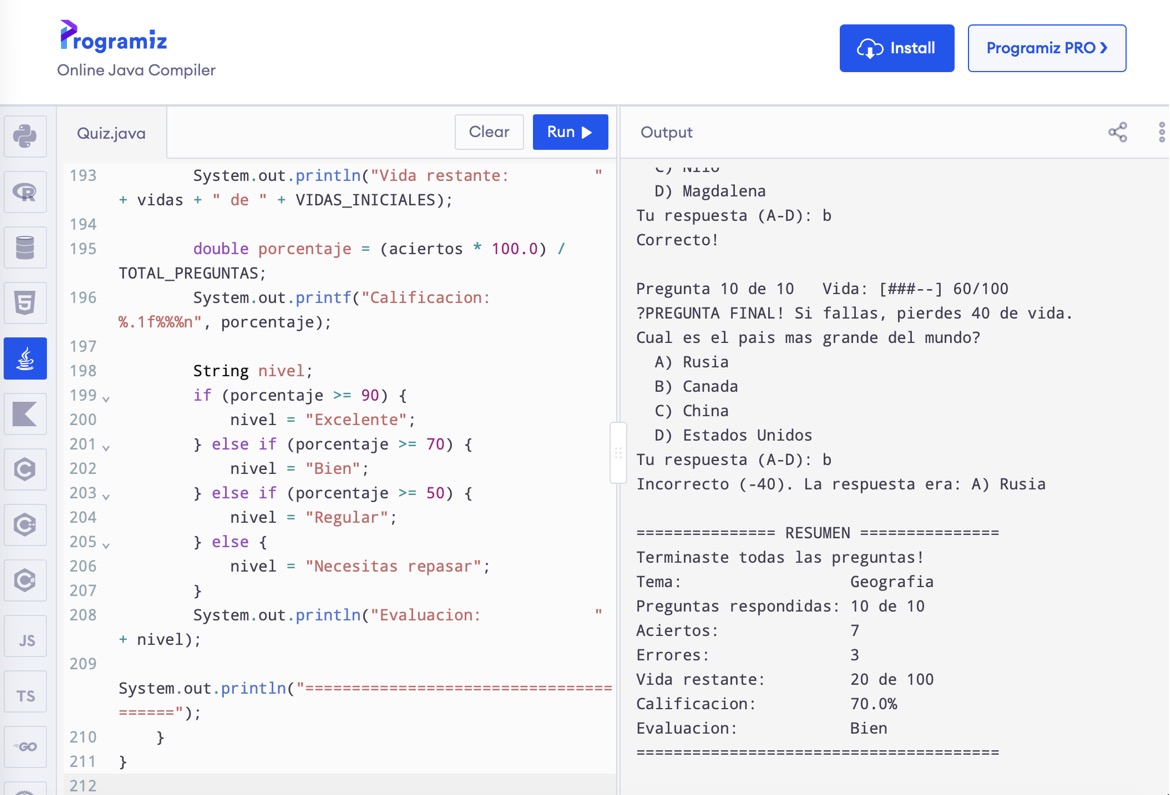 Programiz
Online Java Compiler
Install
Programiz PRO ❯
Quiz.java
Clear
Run
Output
193         System.out.println("Vida restante:         "
+ vidas + " de " + VIDAS_INICIALES);
194
195         double porcentaje = (aciertos * 100.0) /
TOTAL_PREGUNTAS;
196         System.out.printf("Calificacion:
%.1f%%%n", porcentaje);
197
198         String nivel;
199         if (porcentaje >= 90) {
200             nivel = "Excelente";
201         } else if (porcentaje >= 70) {
202             nivel = "Bien";
203         } else if (porcentaje >= 50) {
204             nivel = "Regular";
205         } else {
206             nivel = "Necesitas repasar";
207         }
208         System.out.println("Evaluacion:            "
+ nivel);
209
System.out.println("=================================
======");
210     }
211 }
212
JS
TS
GO
C) Nilo
D) Magdalena
Tu respuesta (A-D): b
Correcto!
Pregunta 10 de 10   Vida: [###--] 60/100
?PREGUNTA FINAL! Si fallas, pierdes 40 de vida.
Cual es el pais mas grande del mundo?
A) Rusia
B) Canada
C) China
D) Estados Unidos
Tu respuesta (A-D): b
Incorrecto (-40). La respuesta era: A) Rusia
=============== RESUMEN ===============
Terminaste todas las preguntas!
Tema:                  Geografia
Preguntas respondidas: 10 de 10
Aciertos:              7
Errores:               3
Vida restante:         20 de 100
Calificacion:          70.0%
Evaluacion:            Bien
=======================================